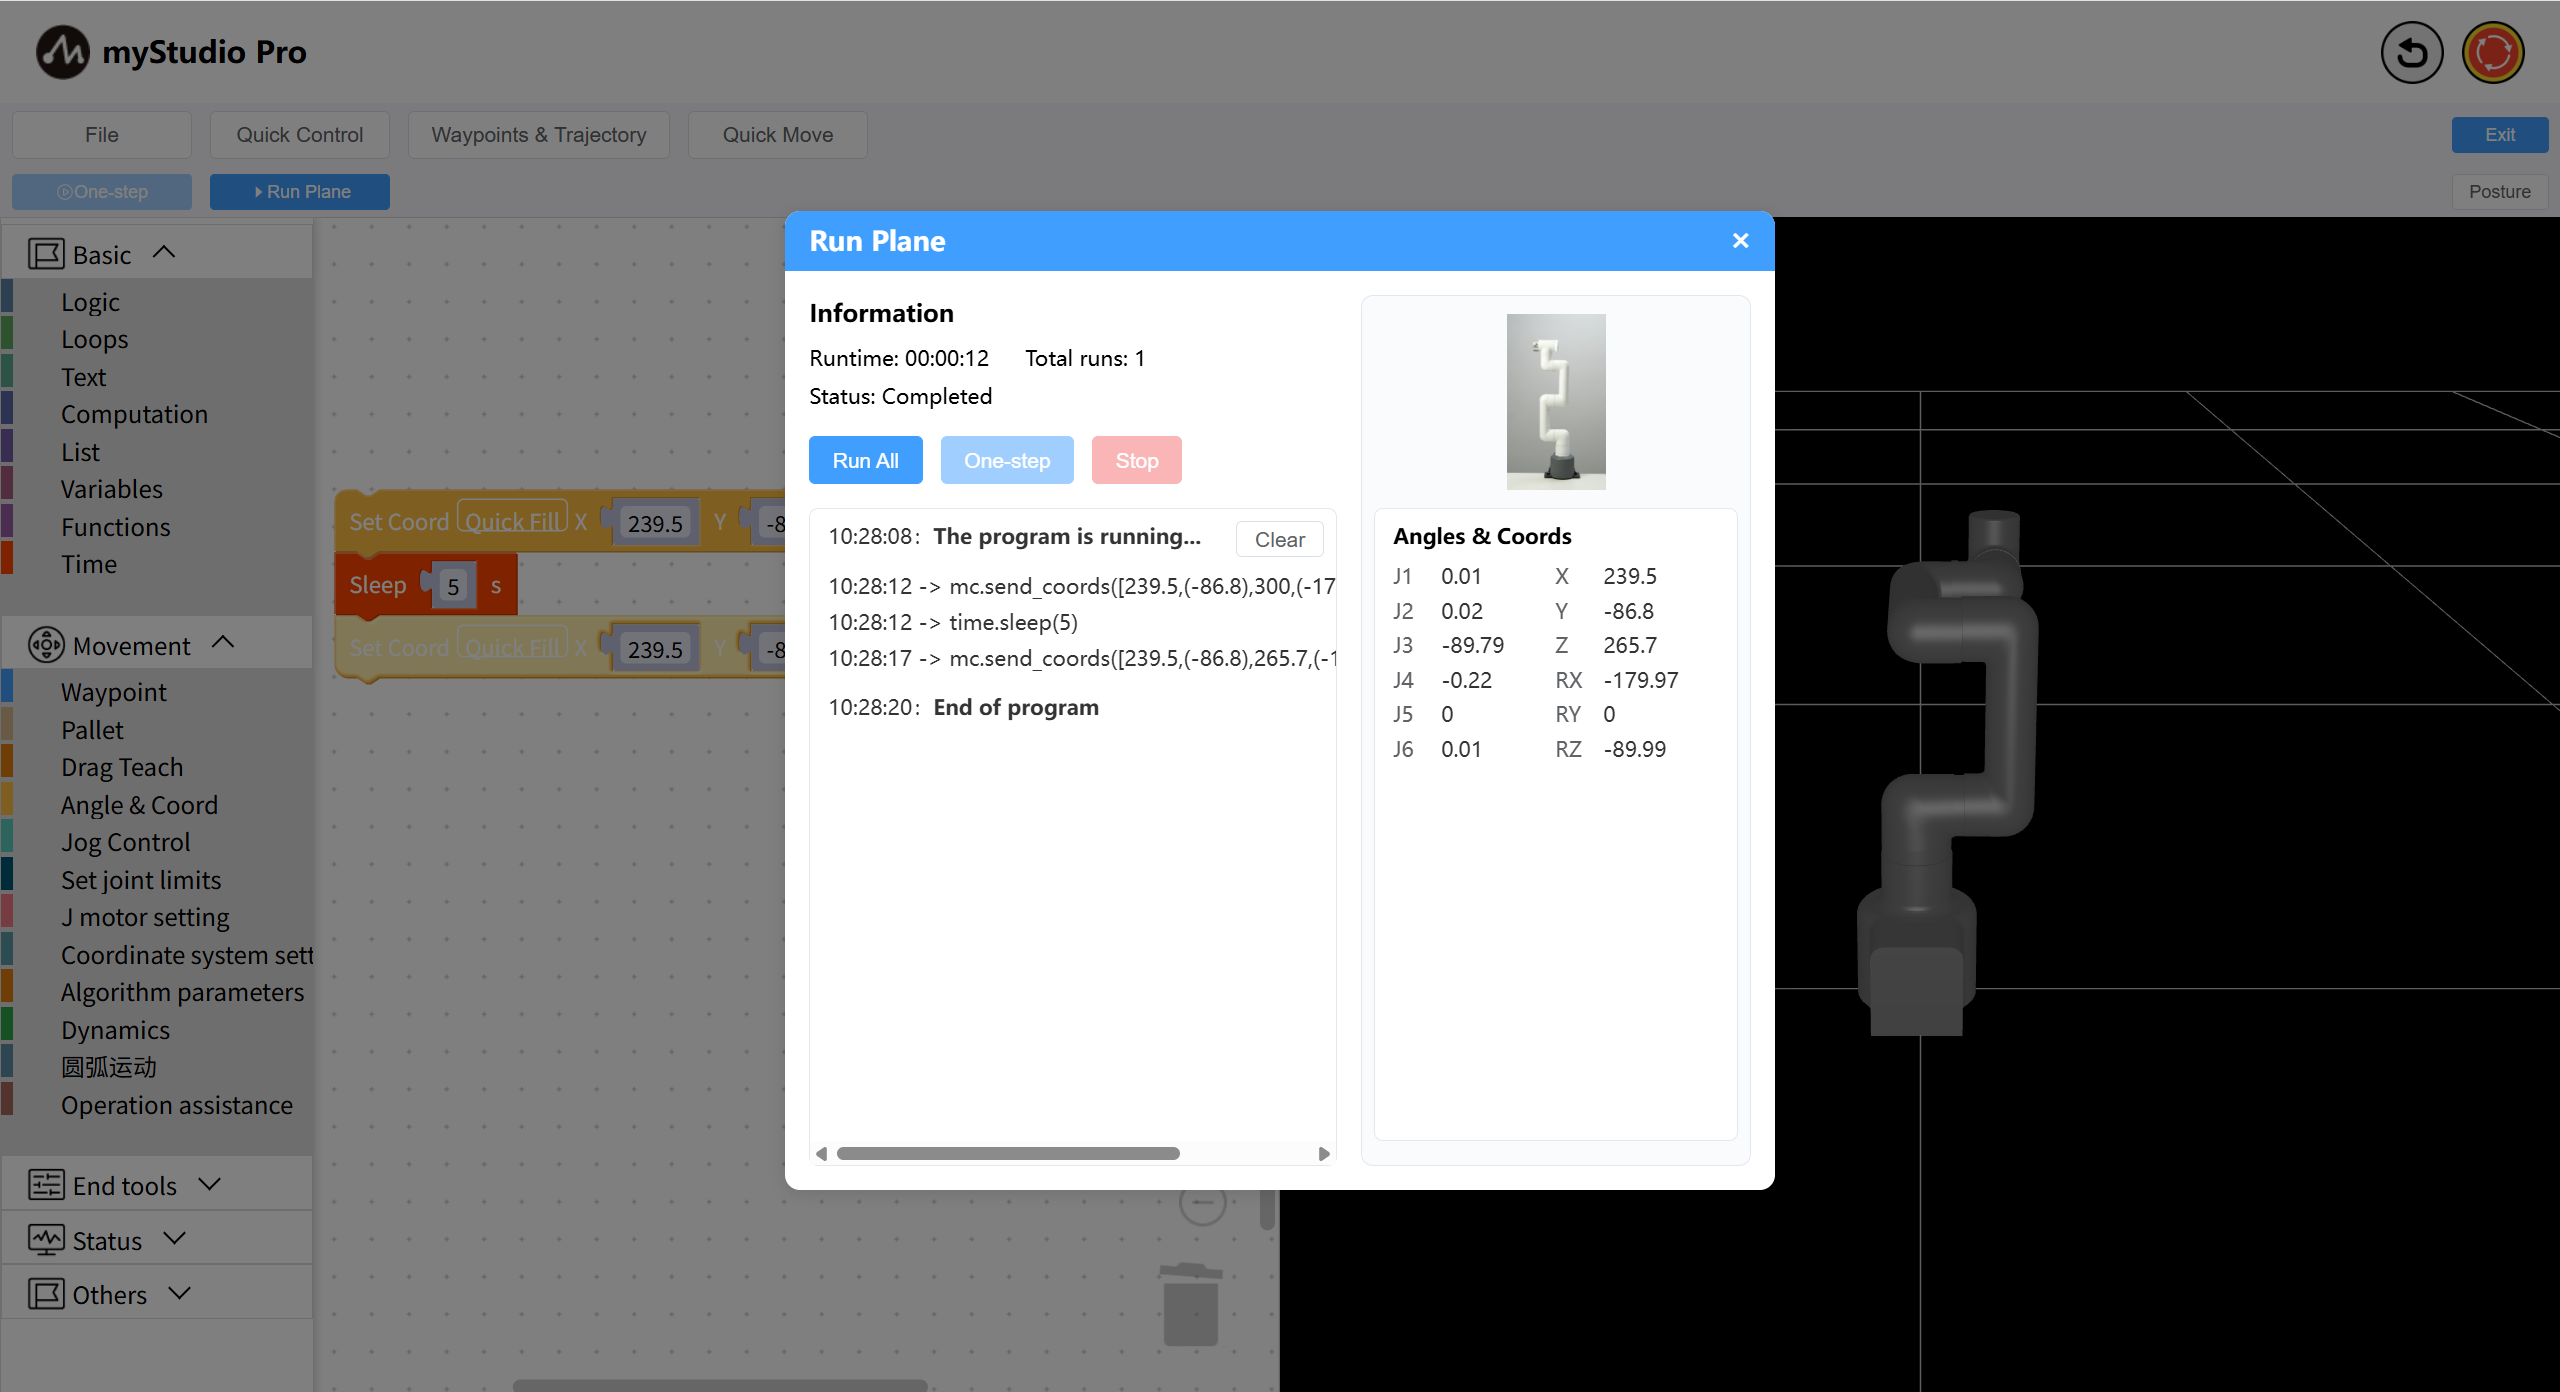 myStudio Pro
File
Quick Control
Waypoints & Trajectory
Quick Move
Exit
One-step
Run Plane
Posture
Basic
Logic
Loops
Text
Computation
List
Variables
Functions
Time
Movement
Waypoint
Pallet
Drag Teach
Angle & Coord
Jog Control
Set joint limits
J motor setting
Coordinate system sett
Algorithm parameters
Dynamics
圆弧运动
Operation assistance
End tools
Status
Others
Set Coord Quick Fill X 239.5 Y -8
Sleep 5 s
Set Coord Quick Fill X 239.5 Y -8
Run Plane
Information
Runtime: 00:00:12 Total runs: 1
Status: Completed
Run All
One-step
Stop
10:28:08: The program is running...
Clear
10:28:12 -> mc.send_coords([239.5,(-86.8),300,(-17
10:28:12 -> time.sleep(5)
10:28:17 -> mc.send_coords([239.5,(-86.8),265.7,(-1
10:28:20: End of program
Angles & Coords
J1 0.01 X 239.5
J2 0.02 Y -86.8
J3 -89.79 Z 265.7
J4 -0.22 RX -179.97
J5 0 RY 0
J6 0.01 RZ -89.99